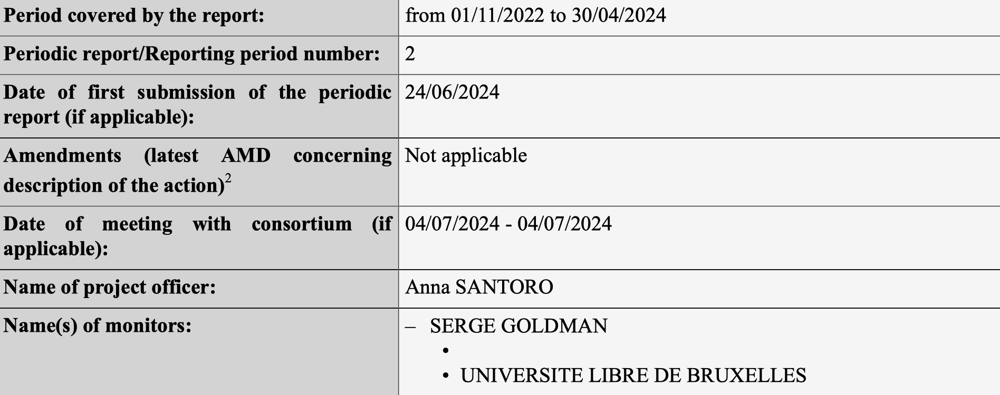 Period covered by the report: from 01/11/2022 to 30/04/2024
Periodic report/Reporting period number: 2
Date of first submission of the periodic 24/06/2024
report (if applicable):
Amendments (latest AMD concerning Not applicable
description of the action)2
Date of meeting with consortium (if 04/07/2024 - 04/07/2024
applicable):
Name of project officer: Anna SANTORO
Name(s) of monitors: – SERGE GOLDMAN
•
• UNIVERSITE LIBRE DE BRUXELLES